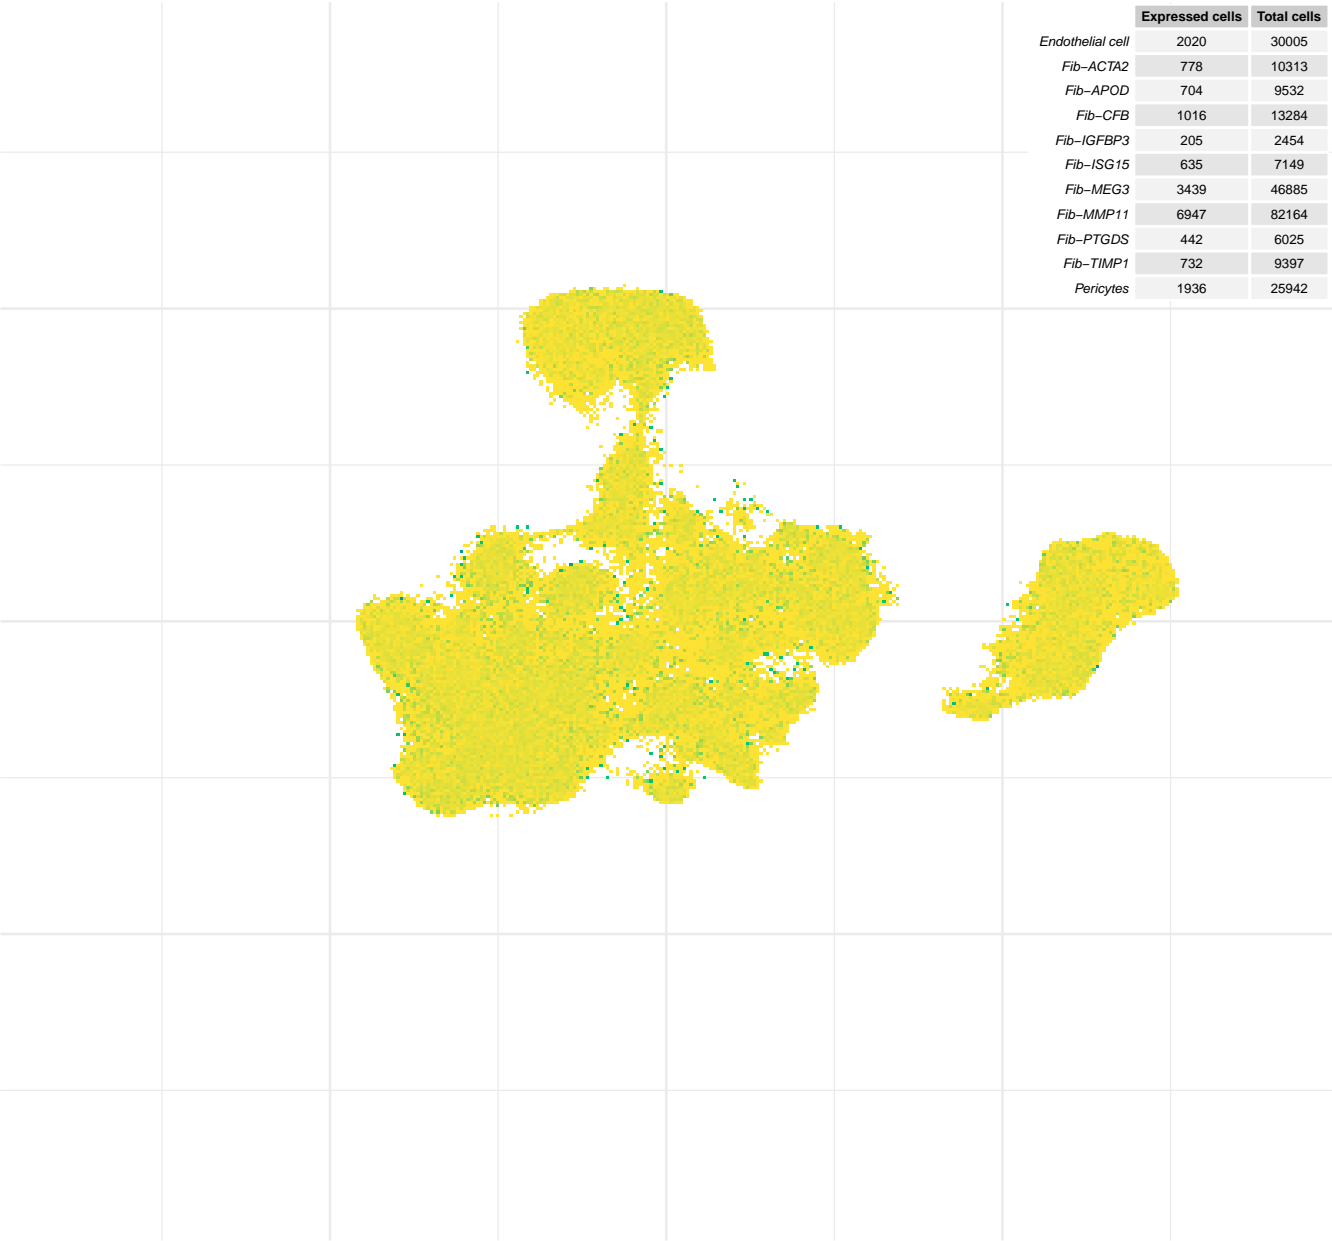 Expressed cells Total cells
Endothelial cell 2020 30005
Fib−ACTA2 778 10313
Fib−APOD 704 9532
Fib−CFB 1016 13284
Fib−IGFBP3 205 2454
Fib−ISG15 635 7149
Fib−MEG3 3439 46885
Fib−MMP11 6947 82164
Fib−PTGDS 442 6025
Fib−TIMP1 732 9397
Pericytes 1936 25942